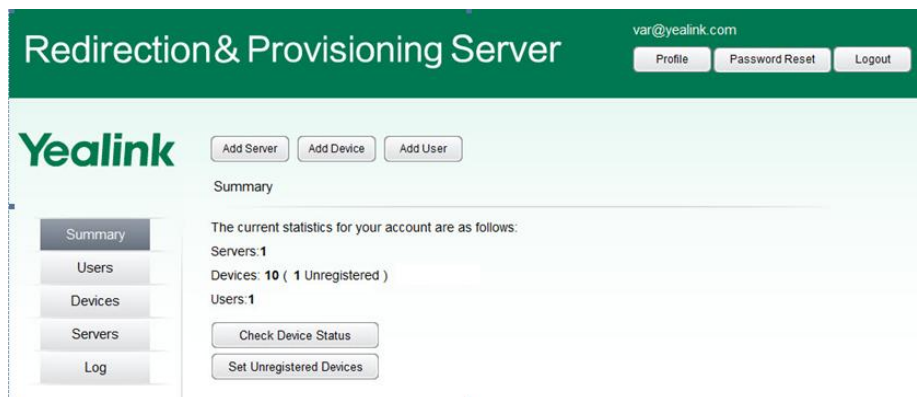 Redirection& Provisioning Server
var@yealink.com
Profile
Password Reset
Logout
Yealink
Add Server
Add Device
Add User
Summary
Summary
Users
Devices
Servers
Log
The current statistics for your account are as follows:
Servers:1
Devices: 10 ( 1 Unregistered )
Users:1
Check Device Status
Set Unregistered Devices